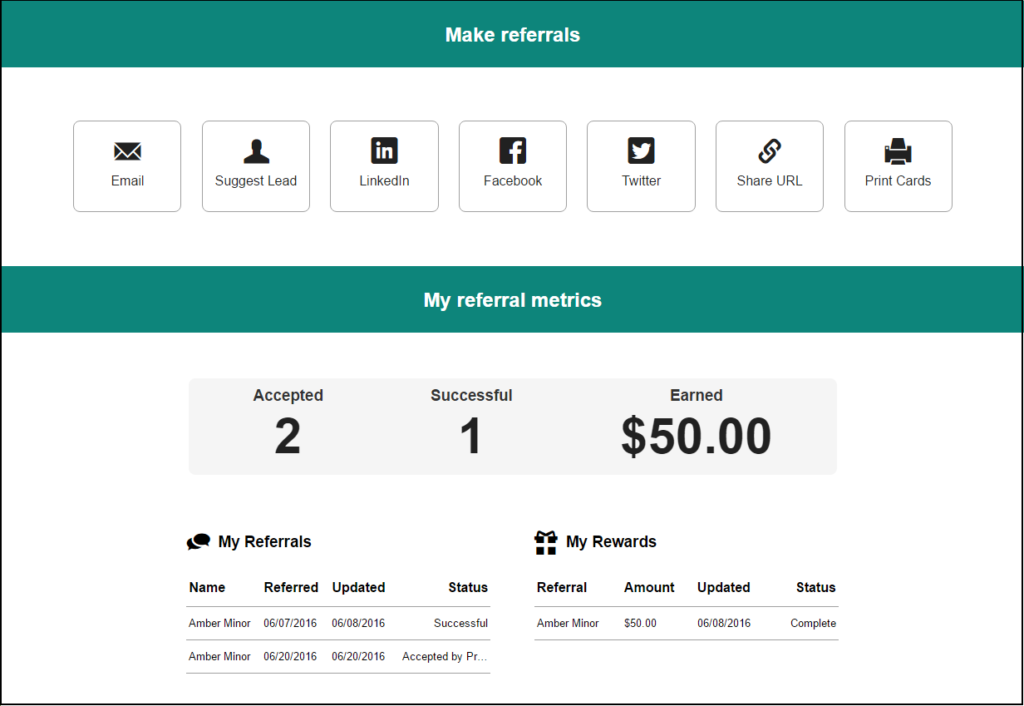 Make referrals
Email
Suggest Lead
LinkedIn
Facebook
Twitter
Share URL
Print Cards
My referral metrics
Accepted Successful Earned
2 1 $50.00
My Referrals
Name Referred Updated Status
Amber Minor 06/07/2016 06/08/2016 Successful
Amber Minor 06/20/2016 06/20/2016 Accepted by Pr...
My Rewards
Referral Amount Updated Status
Amber Minor $50.00 06/08/2016 Complete